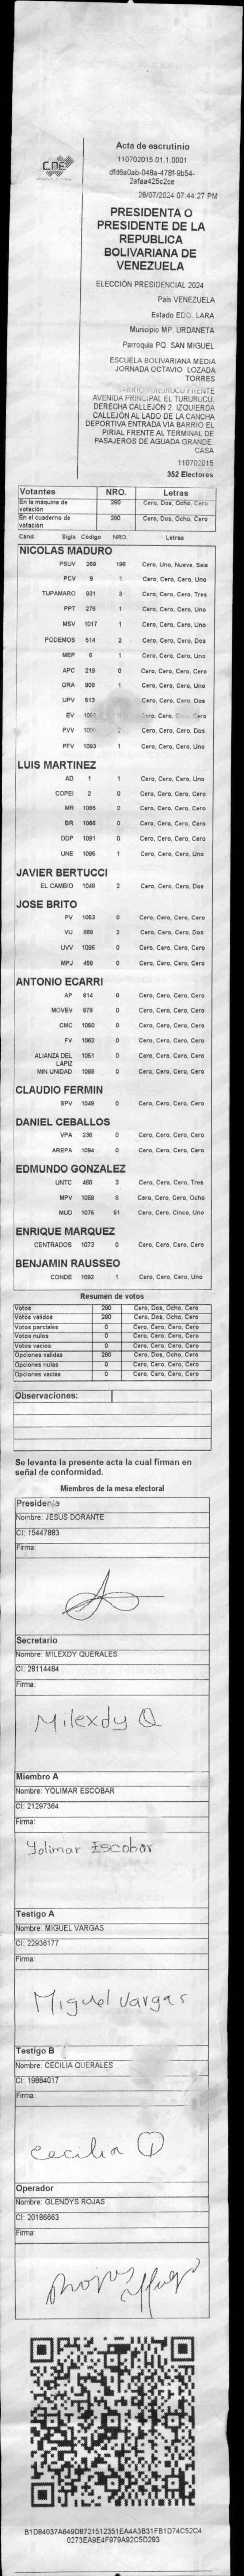 CNE
Acta de escrutinio
110702015.01.1.0001
dfd6a0ab-048a-478f-9b54-
2afaa425c2ce
28/07/2024 07:44:27 PM
PRESIDENTA O
PRESIDENTE DE LA
REPUBLICA
BOLIVARIANA DE
VENEZUELA
ELECCIÓN PRESIDENCIAL 2024
Pais VENEZUELA
Estado EDO. LARA
Municipio MP. URDANETA
Parroquia PQ. SAN MIGUEL
ESCUELA BOLIVARIANA MEDIA
JORNADA OCTAVIO LOZADA
TORRES
BARRIO TURURUCU FRENTE
AVENIDA PRINCIPAL EL TURURUCU.
DERECHA CALLEJÓN 2. IZQUIERDA
CALLEJÓN AL LADO DE LA CANCHA
DEPORTIVA ENTRADA VIA BARRIO EL
PIRIAL FRENTE AL TERMINAL DE
PASAJEROS DE AGUADA GRANDE.
CASA
110702015
352 Electores
Votantes NRO. Letras
En la máquina de votación 280 Cero, Dos, Ocho, Cero
En el cuaderno de votación 280 Cero, Dos, Ocho, Cero
Cand. Sigla Código NRO. Letras
NICOLAS MADURO
PSUV 269 196 Cero, Uno, Nueve, Seis
PCV 9 1 Cero, Cero, Cero, Uno
TUPAMARO 931 3 Cero, Cero, Cero, Tres
PPT 276 1 Cero, Cero, Cero, Uno
MSV 1017 1 Cero, Cero, Cero, Uno
PODEMOS 514 2 Cero, Cero, Cero, Dos
MEP 6 1 Cero, Cero, Cero, Uno
APC 219 0 Cero, Cero, Cero, Cero
ORA 906 1 Cero, Cero, Cero, Uno
UPV 613 Cero, Cero, Cero, Dos
EV Cero, Cero, Cero, Cero
PVV 2 Cero, Cero, Cero, Dos
PFV 1093 1 Cero, Cero, Cero, Uno
LUIS MARTINEZ
AD 1 1 Cero, Cero, Cero, Uno
COPEI 2 0 Cero, Cero, Cero, Cero
MR 1066 0 Cero, Cero, Cero, Cero
BR 1068 0 Cero, Cero, Cero, Cero
DDP 1091 0 Cero, Cero, Cero, Cero
UNE 1095 1 Cero, Cero, Cero, Uno
JAVIER BERTUCCI
EL CAMBIO 1048 2 Cero, Cero, Cero, Dos
JOSE BRITO
PV 1053 0 Cero, Cero, Cero, Cero
VU 969 2 Cero, Cero, Cero, Dos
UVV 1096 0 Cero, Cero, Cero, Cero
MPJ 459 0 Cero, Cero, Cero, Cero
ANTONIO ECARRI
AP 814 0 Cero, Cero, Cero, Cero
MOVEV 878 0 Cero, Cero, Cero, Cero
CMC 1060 0 Cero, Cero, Cero, Cero
FV 1062 0 Cero, Cero, Cero, Cero
ALIANZA DEL LAPIZ 1051 0 Cero, Cero, Cero, Cero
MIN UNIDAD 1068 0 Cero, Cero, Cero, Cero
CLAUDIO FERMIN
SPV 1049 0 Cero, Cero, Cero, Cero
DANIEL CEBALLOS
VPA 236 0 Cero, Cero, Cero, Cero
AREPA 1094 0 Cero, Cero, Cero, Cero
EDMUNDO GONZALEZ
UNTC 460 3 Cero, Cero, Cero, Tres
MPV 1069 8 Cero, Cero, Cero, Ocho
MUD 1075 51 Cero, Cero, Cinco, Uno
ENRIQUE MARQUEZ
CENTRADOS 1073 0 Cero, Cero, Cero, Cero
BENJAMIN RAUSSEO
CONDE 1092 1 Cero, Cero, Cero, Uno
Resumen de votos
Votos 280 Cero, Dos, Ocho, Cero
Votos validos 280 Cero, Dos, Ocho, Cero
Votos parciales 0 Cero, Cero, Cero, Cero
Votos nulos 0 Cero, Cero, Cero, Cero
Votos vacios 0 Cero, Cero, Cero, Cero
Opciones validas 280 Cero, Dos, Ocho, Cero
Opciones nulas 0 Cero, Cero, Cero, Cero
Opciones vacias 0 Cero, Cero, Cero, Cero
Observaciones:
Se levanta la presente acta la cual firman en
señal de conformidad.
Miembros de la mesa electoral
Presidente
Nombre: JESUS DORANTE
CI: 15447883
Firma:
Secretario
Nombre: MILEXDY QUERALES
CI: 28114484
Firma:
Milexdy Q
Miembro A
Nombre: YOLIMAR ESCOBAR
CI: 21297364
Firma:
Yolimar Escobar
Testigo A
Nombre: MIGUEL VARGAS
CI: 22936177
Firma:
Miguel Vargas
Testigo B
Nombre: CECILIA QUERALES
CI: 19884017
Firma:
Cecilia Q
Operador
Nombre: GLENDYS ROJAS
CI: 20186663
Firma:
B1D84037A649D8721512351EA4A3B31FB1D74C52C4
0273EA9E4F979A92C5D293